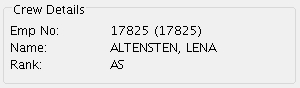 Crew Details
Emp No: 17825 (17825)
Name: ALTENSTEN, LENA
Rank: AS